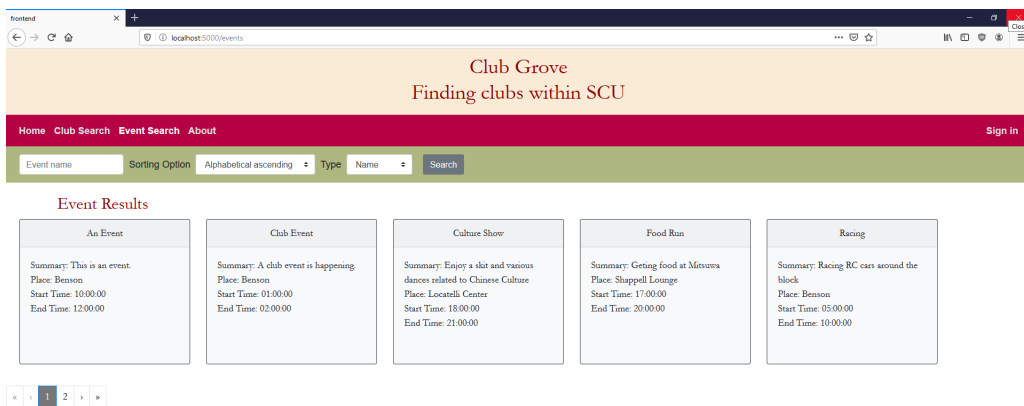 frontend
Clos
localhost:5000/events
Club Grove
Finding clubs within SCU
Home Club Search Event Search About Sign in
Event name Sorting Option Alphabetical ascending Type Name Search
Event Results
An Event
Summary: This is an event.
Place: Benson
Start Time: 10:00:00
End Time: 12:00:00
Club Event
Summary: A club event is happening.
Place: Benson
Start Time: 01:00:00
End Time: 02:00:00
Culture Show
Summary: Enjoy a skit and various
dances related to Chinese Culture
Place: Locatelli Center
Start Time: 18:00:00
End Time: 21:00:00
Food Run
Summary: Geting food at Mitsuwa
Place: Shappell Lounge
Start Time: 17:00:00
End Time: 20:00:00
Racing
Summary: Racing RC cars around the
block
Place: Benson
Start Time: 05:00:00
End Time: 10:00:00
« ‹ 1 2 › »